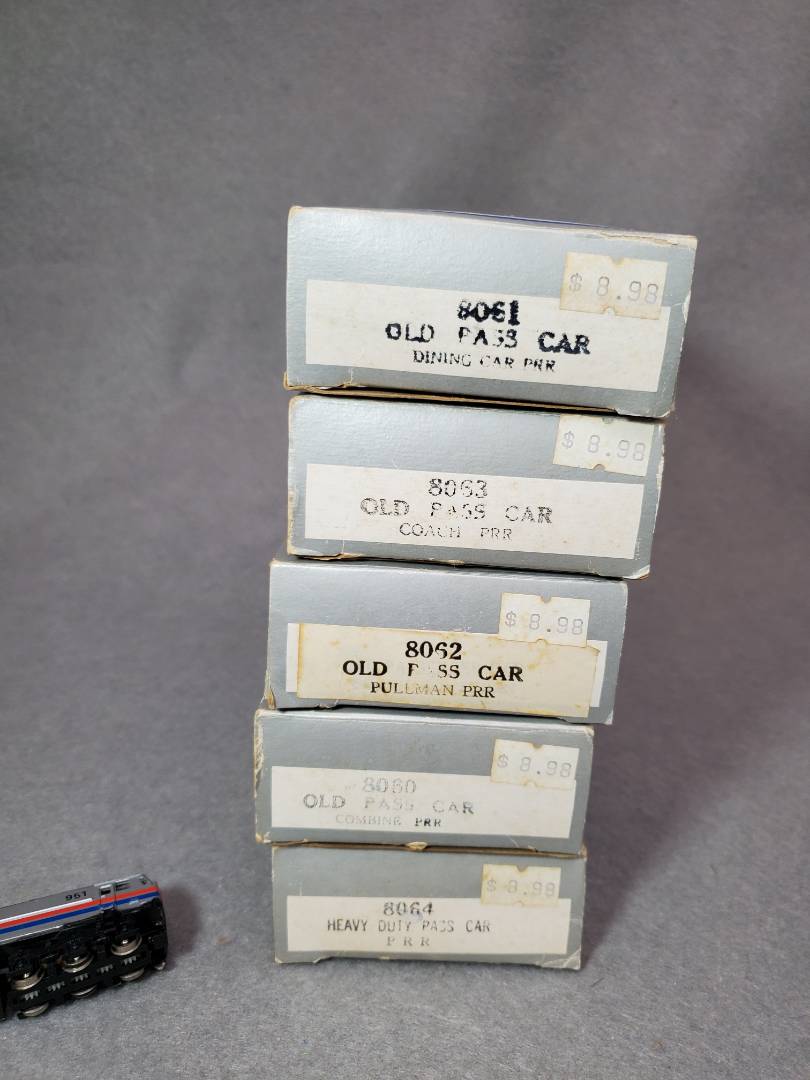 $ 8.98
8061
OLD PASS CAR
DINING CAR PRR
$ 8.98
8063
OLD PASS CAR
COACH PRR
$ 8.98
8062
OLD PASS CAR
PULLMAN PRR
$ 8.98
8060
OLD PASS CAR
COMBINE PRR
$ 8.98
8064
HEAVY DUTY PASS CAR
P R R
961